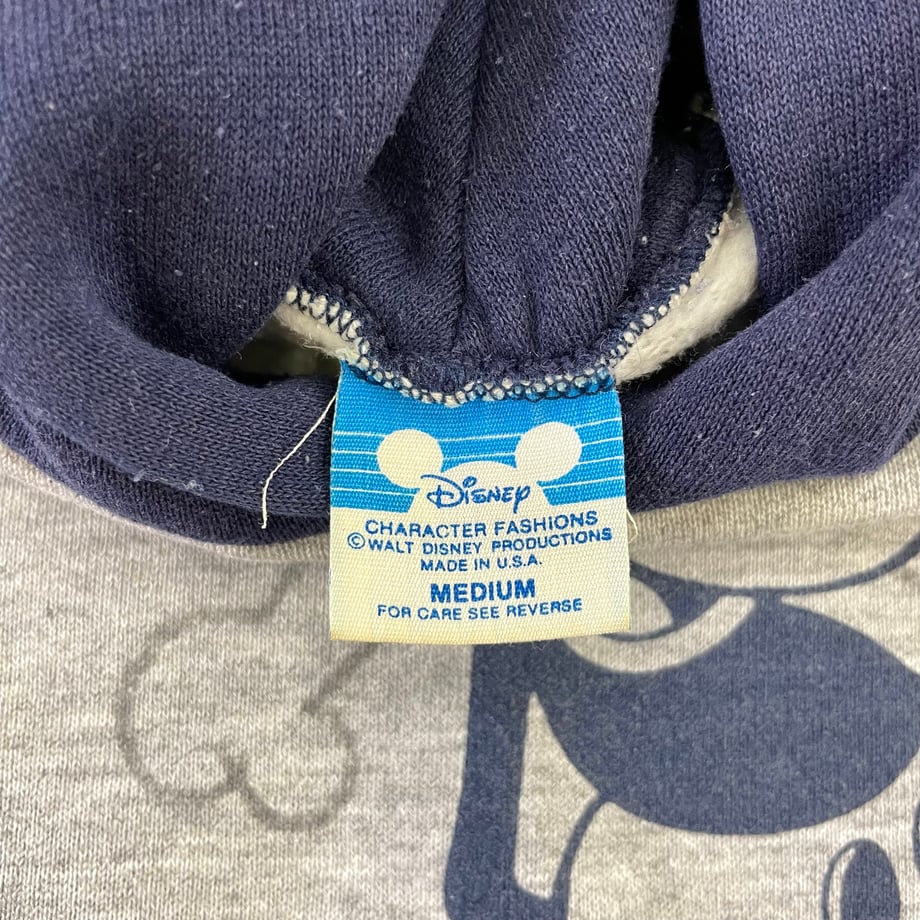 Disney
CHARACTER FASHIONS
©WALT DISNEY PRODUCTIONS
MADE IN U.S.A.
MEDIUM
FOR CARE SEE REVERSE